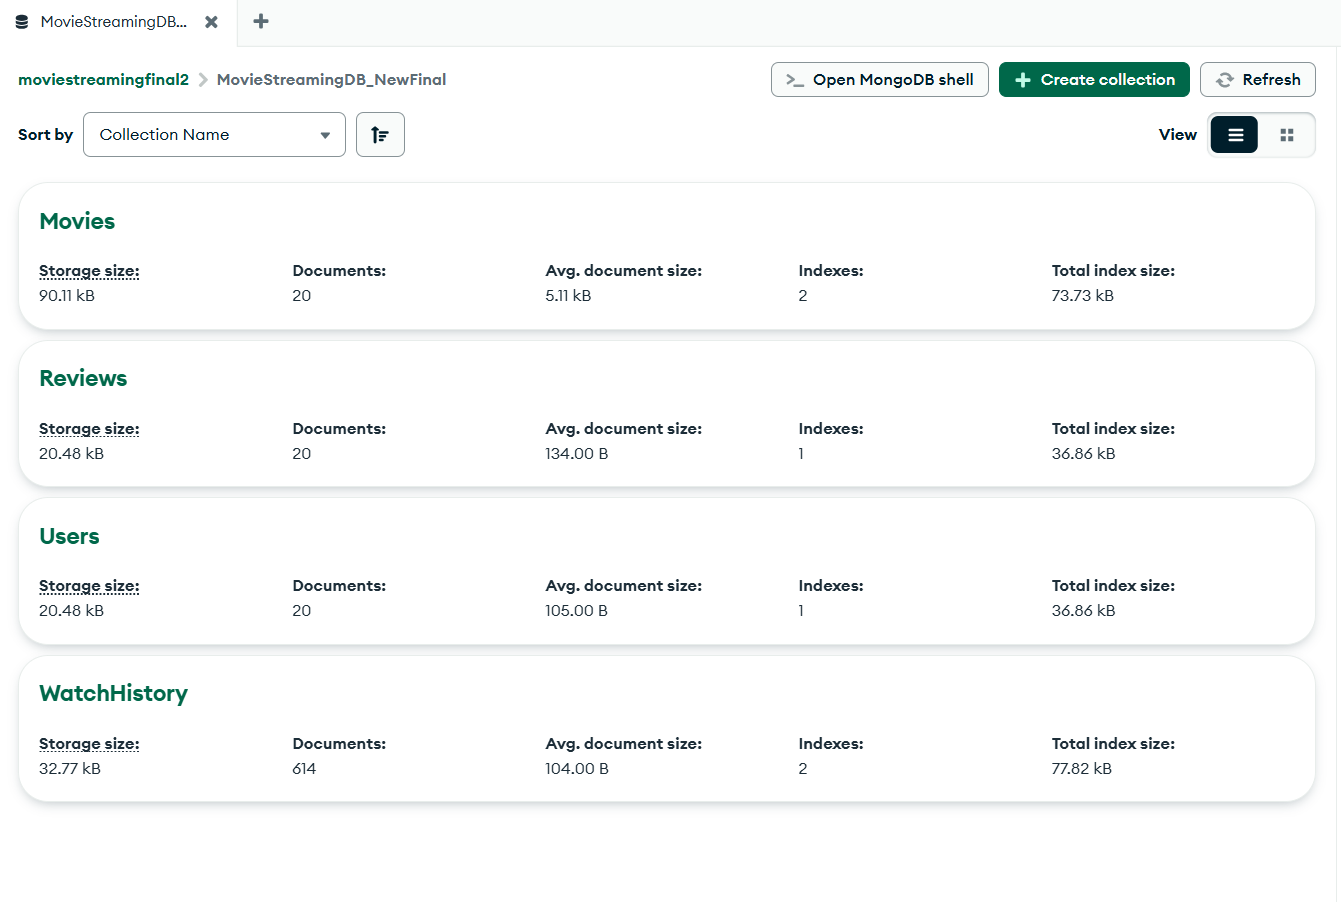 MovieStreamingDB...
moviestreamingfinal2 MovieStreamingDB_NewFinal Open MongoDB shell Create collection Refresh
Sort by Collection Name View
Movies
Storage size: Documents: Avg. document size: Indexes: Total index size:
90.11 kB 20 5.11 kB 2 73.73 kB
Reviews
Storage size: Documents: Avg. document size: Indexes: Total index size:
20.48 kB 20 134.00 B 1 36.86 kB
Users
Storage size: Documents: Avg. document size: Indexes: Total index size:
20.48 kB 20 105.00 B 1 36.86 kB
WatchHistory
Storage size: Documents: Avg. document size: Indexes: Total index size:
32.77 kB 614 104.00 B 2 77.82 kB